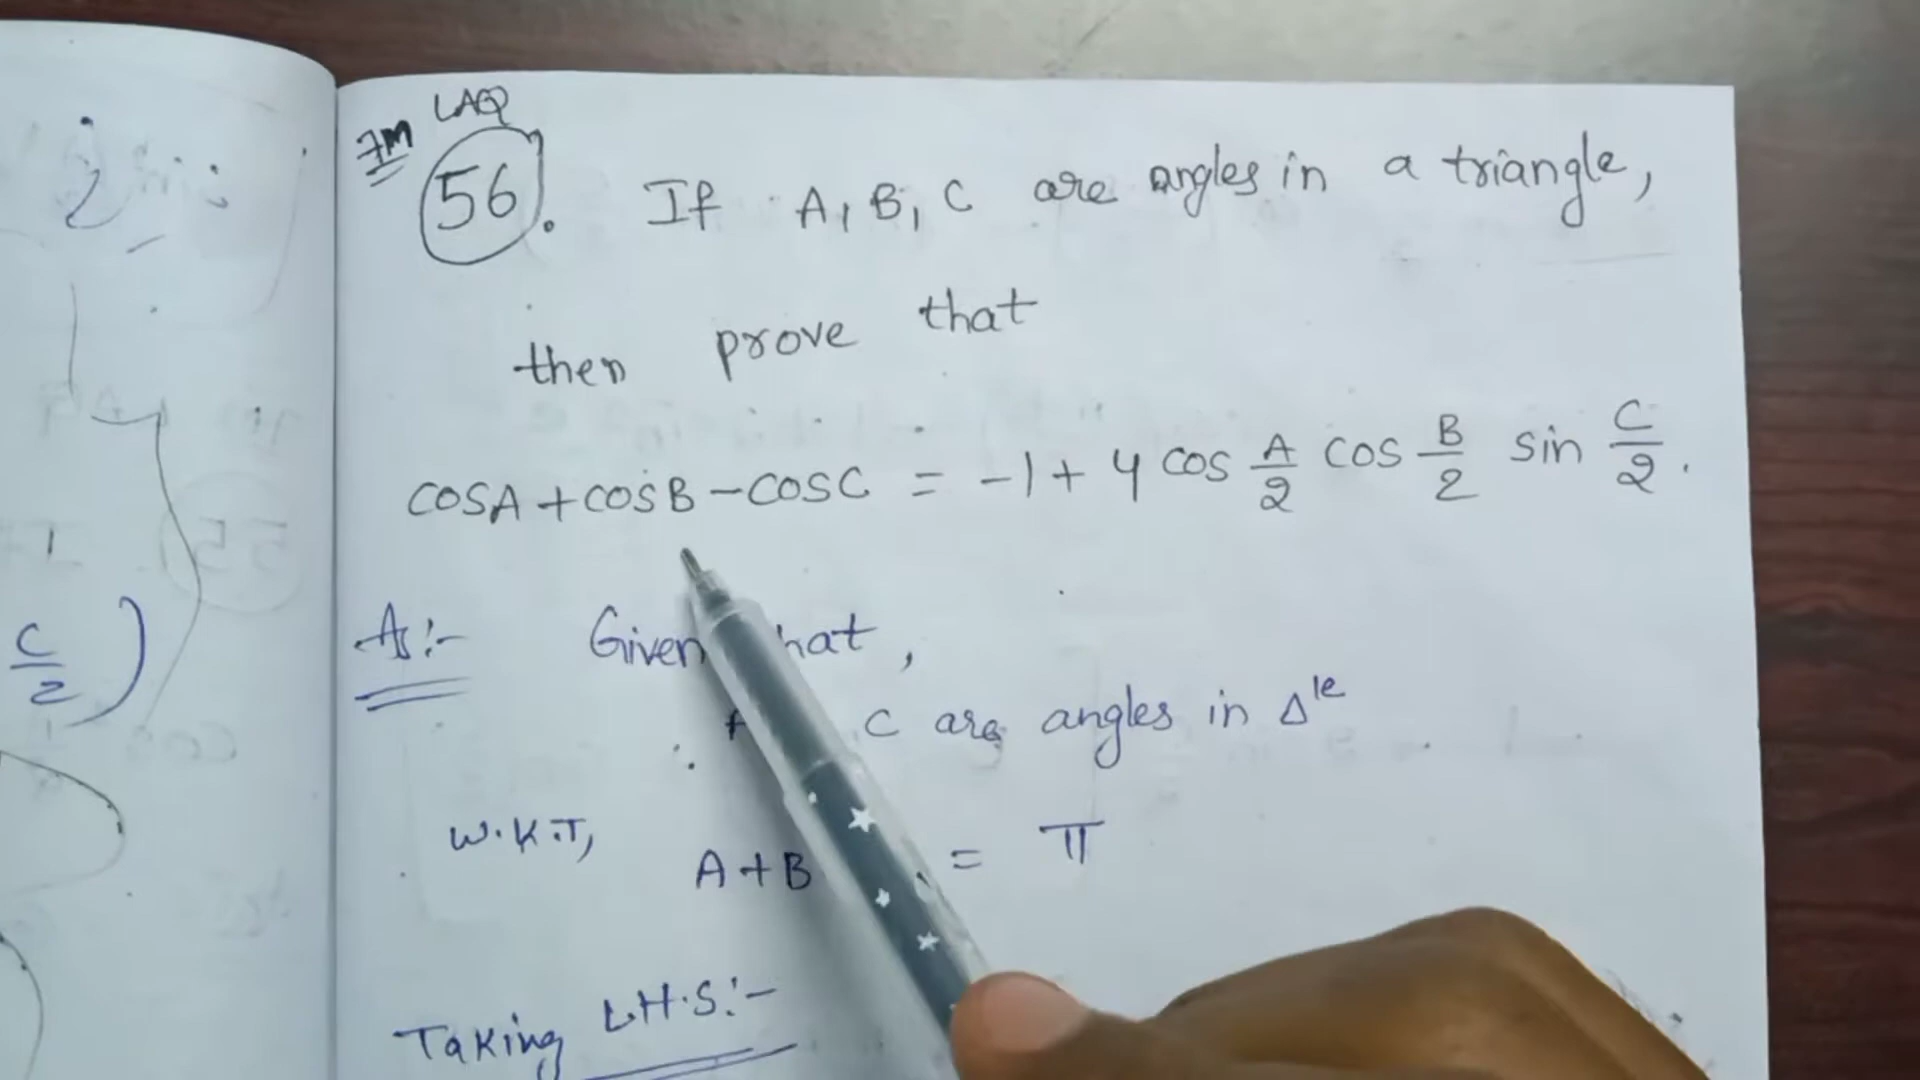 LAQ
7M
56. If A, B, C are angles in a triangle,
then prove that
COSA + COSB - COSC = -1 + 4 cos A/2 cos B/2 sin C/2.
A:- Given
C are angles in Δle
W.K.T,
A+B = π
Taking L.H.S:-
C/2 )